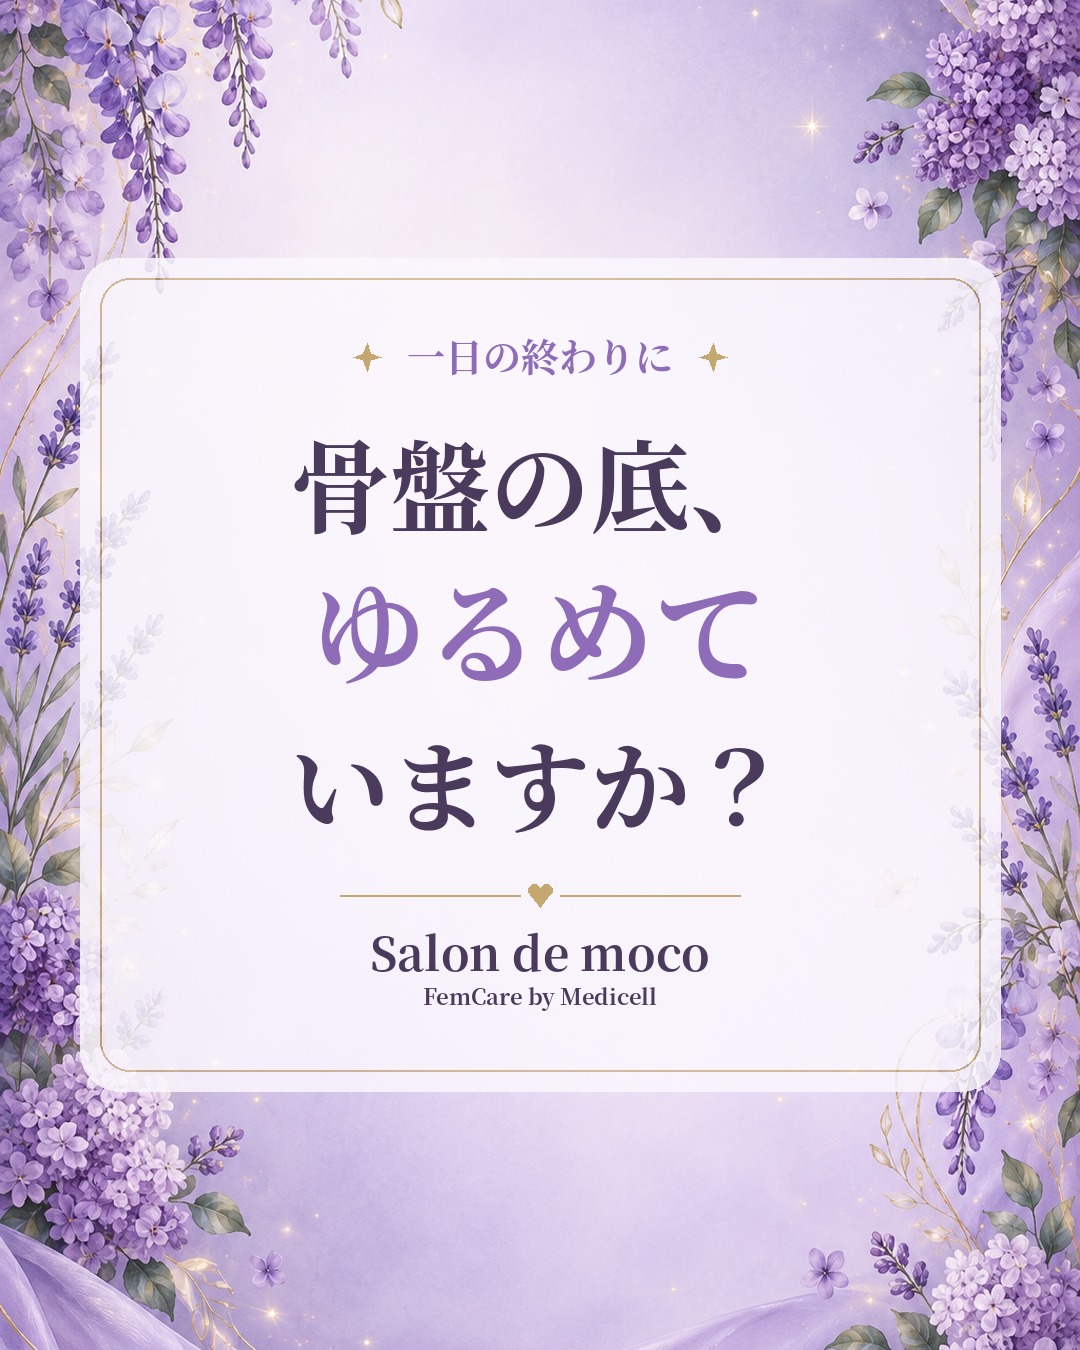 一日の終わりに
骨盤の底、
ゆるめて
いますか？
Salon de moco
FemCare by Medicell